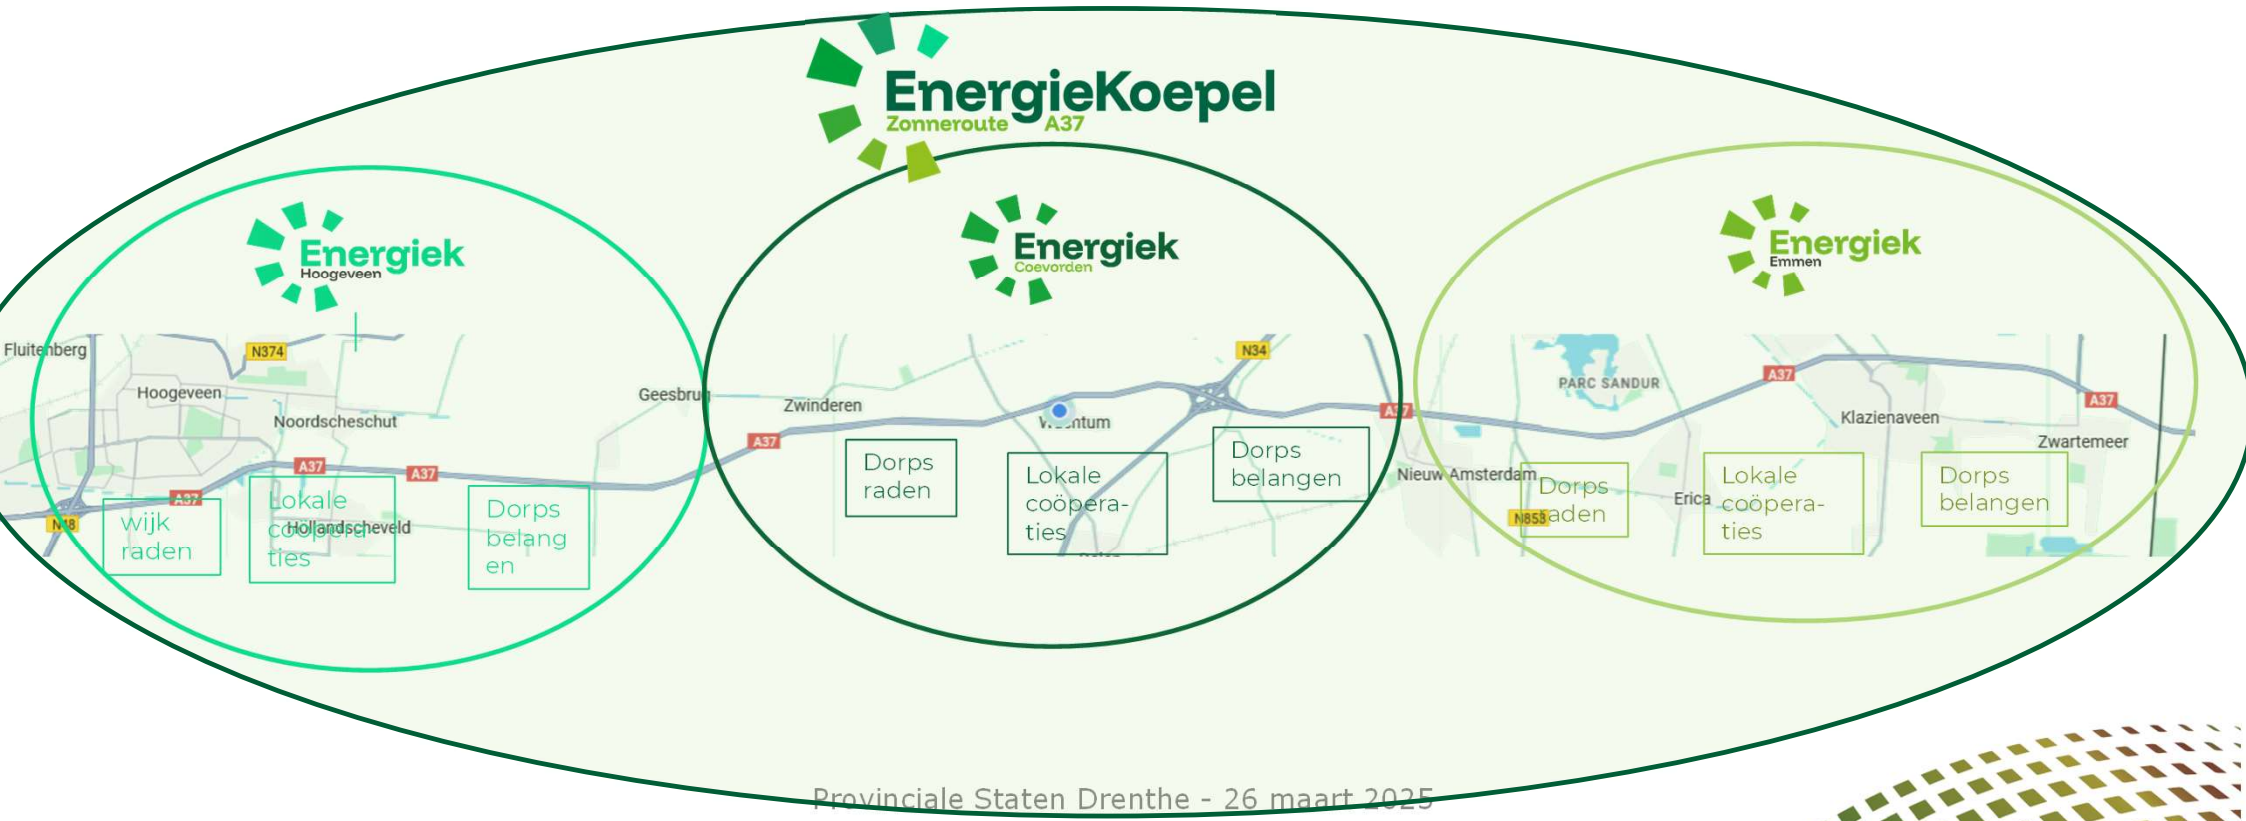 EnergieKoepel
Zonneroute A37
Energiek
Hoogeveen
Energiek
Coevorden
Energiek
Emmen
Fluitenberg
N374
Hoogeveen
Noordscheschut
Geesbrug
A37
A37
A37
N48
Hollandscheveld
wijk
raden
Lokale
coöpera
ties
Dorps
belang
en
Zwinderen
A37
N34
Dorps
raden
Lokale
coöpera-
ties
Dorps
belangen
A37
Nieuw-Amsterdam
PARC SANDUR
A37
Klazienaveen
A37
Zwartemeer
Erica
N853
Dorps
raden
Lokale
coöpera-
ties
Dorps
belangen
Provinciale Staten Drenthe - 26 maart 2025